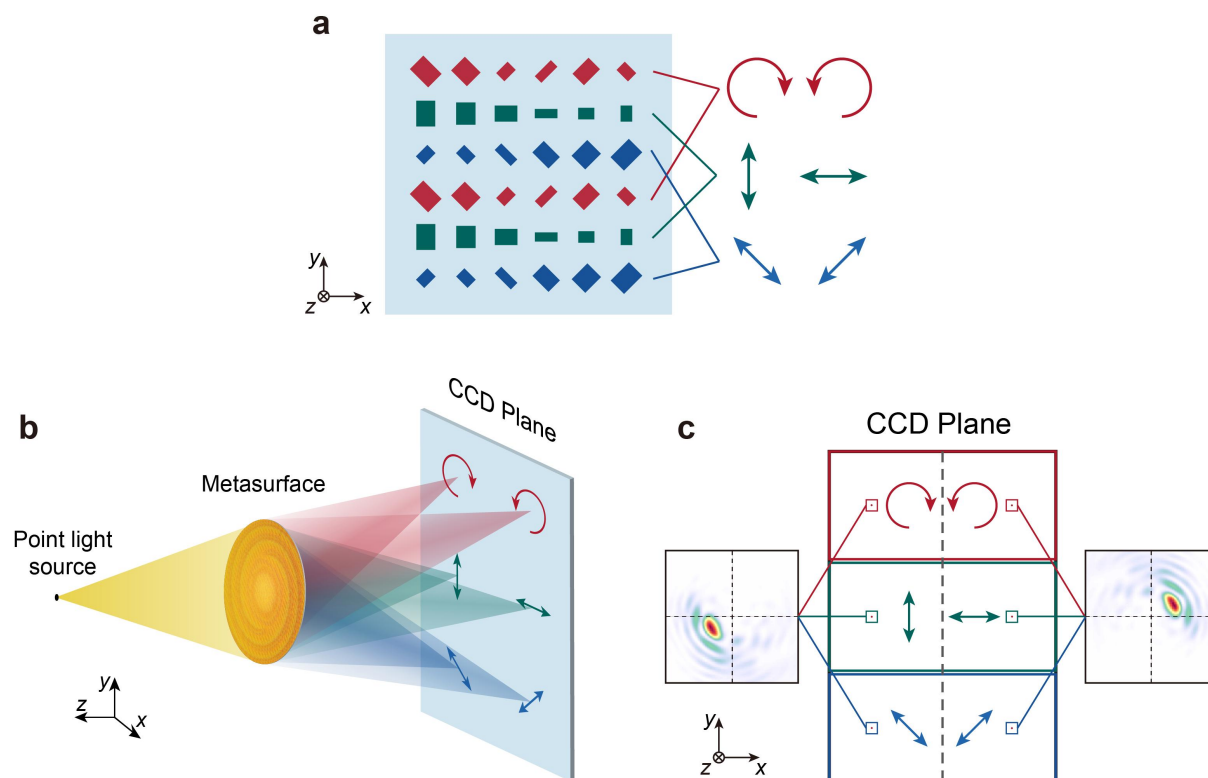 a
y
z
x
b
CCD Plane
Metasurface
Point light
source
y
z
x
c
CCD Plane
y
z
x